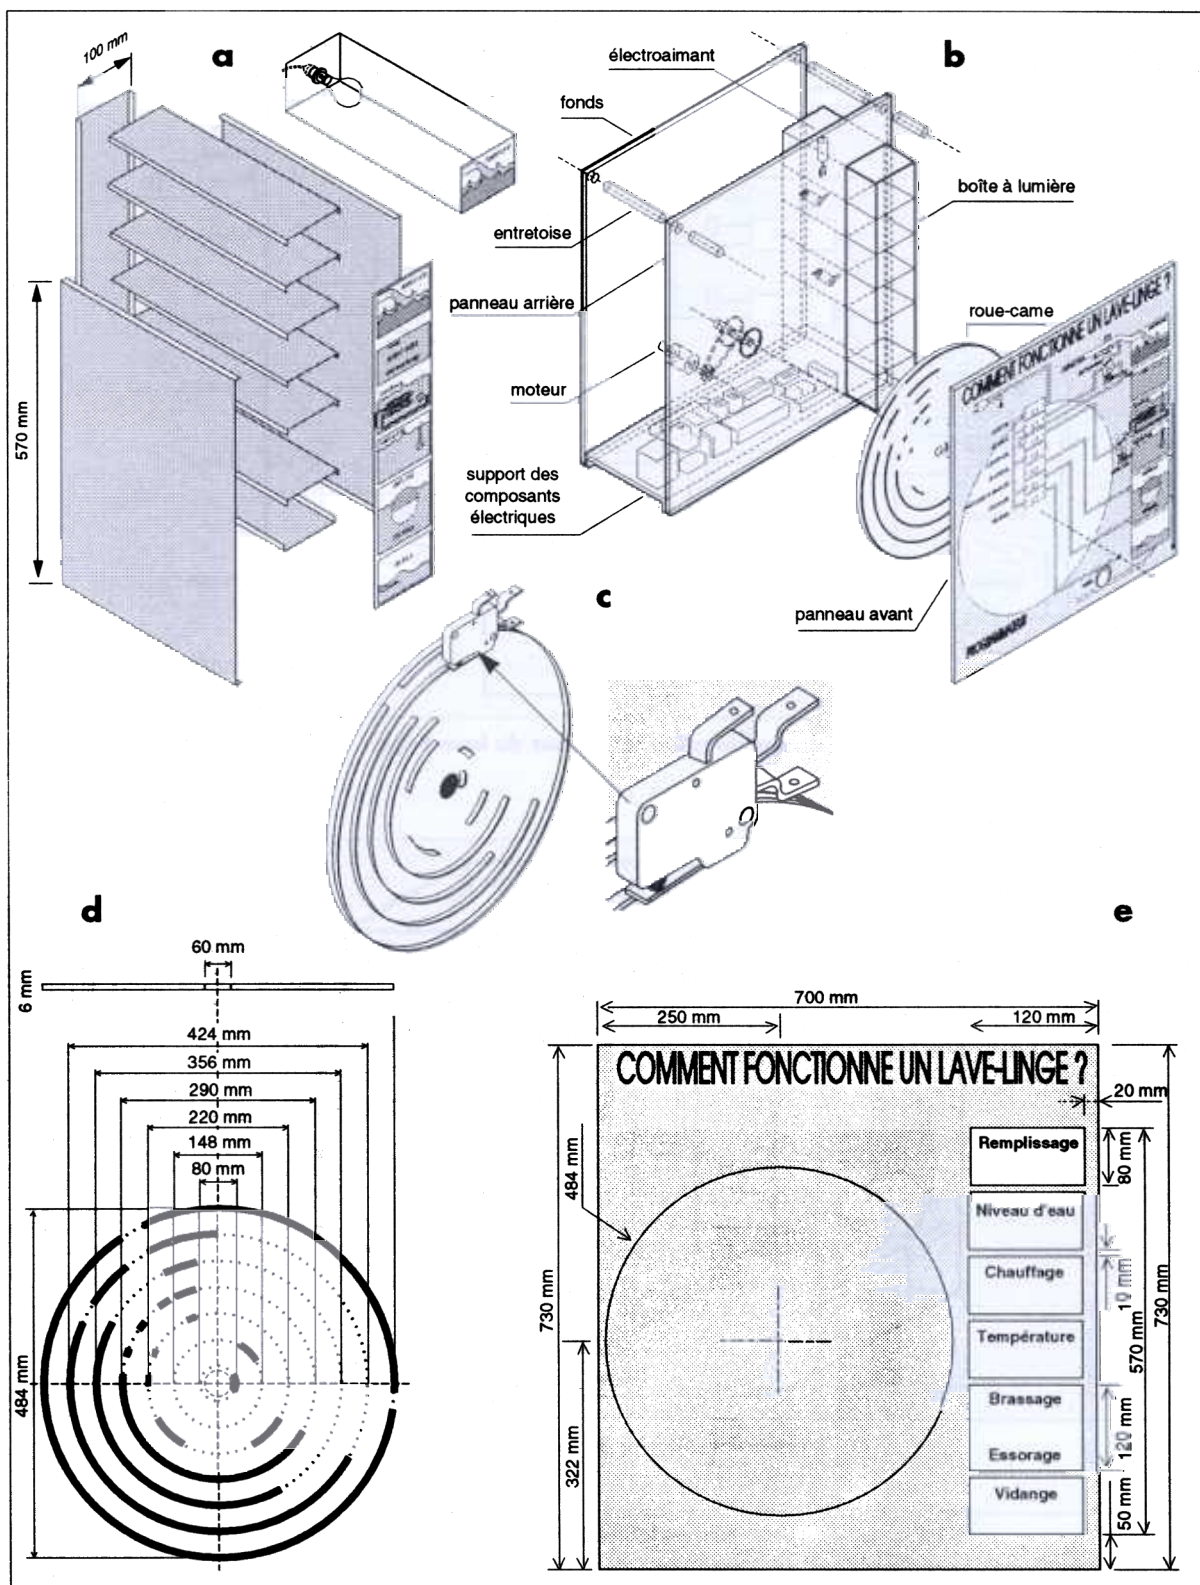 a
100 mm
570 mm
b
électroaimant
fonds
boîte à lumière
entretoise
panneau arrière
roue-came
moteur
support des
composants
électriques
COMMENT FONCTIONNE UN LAVE-LINGE ?
panneau avant
c
d
60 mm
6 mm
424 mm
356 mm
290 mm
220 mm
148 mm
80 mm
484 mm
e
700 mm
250 mm
120 mm
COMMENT FONCTIONNE UN LAVE-LINGE ?
20 mm
Remplissage
80 mm
484 mm
Niveau d'eau
Chauffage
10 mm
730 mm
Température
570 mm
730 mm
Brassage
120 mm
Essorage
322 mm
Vidange
50 mm